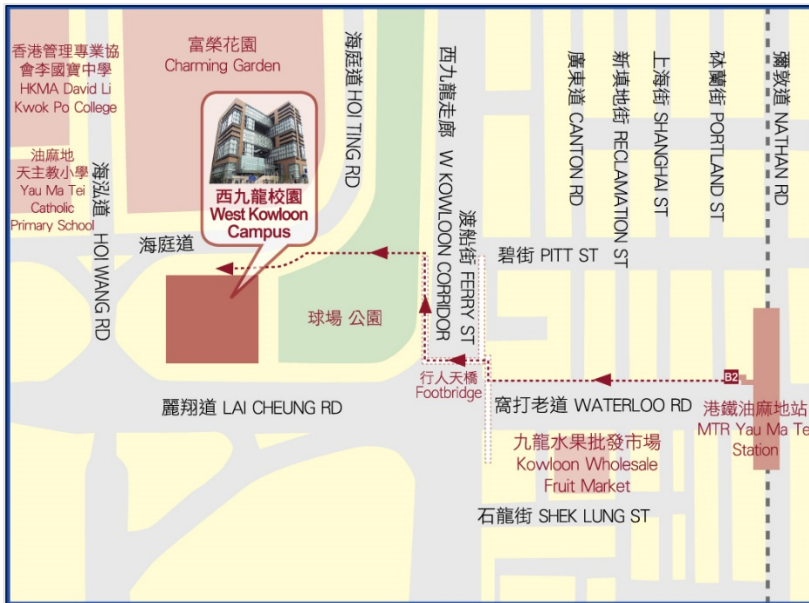 香港管理專業協
會李國寶中學
HKMA David Li
Kwok Po College
油麻地
天主教小學
Yau Ma Tei
Catholic
Primary School
海泓道 HOI WANG RD
富榮花園
Charming Garden
海庭道 HOI TING RD
西九龍校園
West Kowloon
Campus
海庭道
球場 公園
麗翔道 LAI CHEUNG RD
西九龍走廊 W KOWLOON CORRIDOR
渡船街 FERRY ST
行人天橋
Footbridge
廣東道 CANTON RD
新填地街 RECLAMATION ST
上海街 SHANGHAI ST
砵蘭街 PORTLAND ST
彌敦道 NATHAN RD
碧街 PITT ST
B2
窩打老道 WATERLOO RD
港鐵油麻地站
MTR Yau Ma Te
Station
九龍水果批發市場
Kowloon Wholesale
Fruit Market
石龍街 SHEK LUNG ST